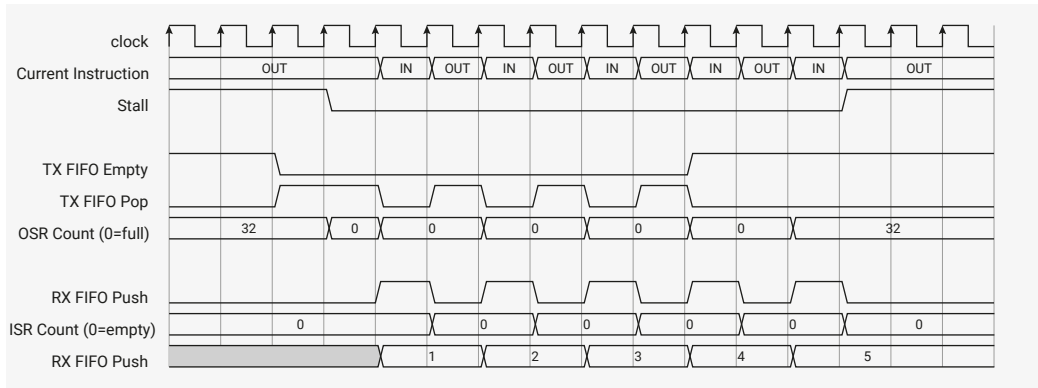 clock
Current Instruction OUT IN OUT IN OUT IN OUT IN OUT IN OUT
Stall
TX FIFO Empty
TX FIFO Pop
OSR Count (0=full) 32 0 0 0 0 0 32
RX FIFO Push
ISR Count (0=empty) 0 0 0 0 0 0
RX FIFO Push 1 2 3 4 5